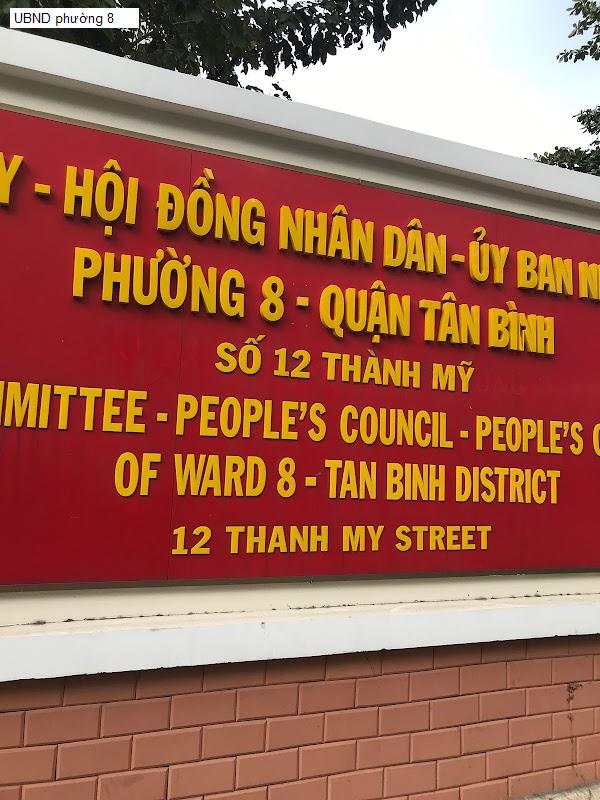 UBND phường 8
Y - HỘI ĐỒNG NHÂN DÂN - ỦY BAN N
PHƯỜNG 8 - QUẬN TÂN BÌNH
SỐ 12 THÀNH MỸ
MMITTEE - PEOPLE'S COUNCIL - PEOPLE'S C
OF WARD 8 - TAN BINH DISTRICT
12 THANH MY STREET